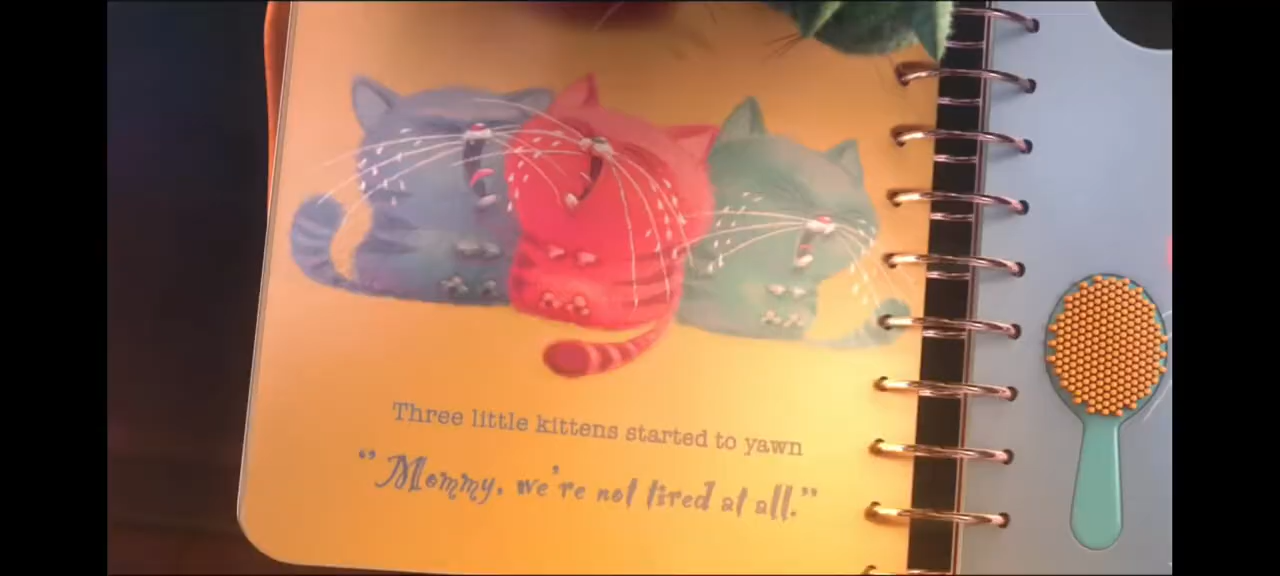 Three little kittens started to yawn
“Mommy, we're not tired at all.”